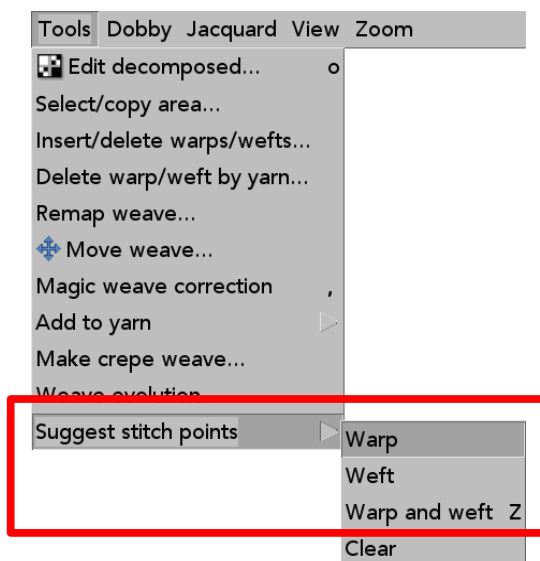 Tools Dobby Jacquard View Zoom
Edit decomposed... o
Select/copy area...
Insert/delete warps/wefts...
Delete warp/weft by yarn...
Remap weave...
Move weave...
Magic weave correction ,
Add to yarn
Make crepe weave...
Weave evolution...
Suggest stitch points
Warp
Weft
Warp and weft Z
Clear